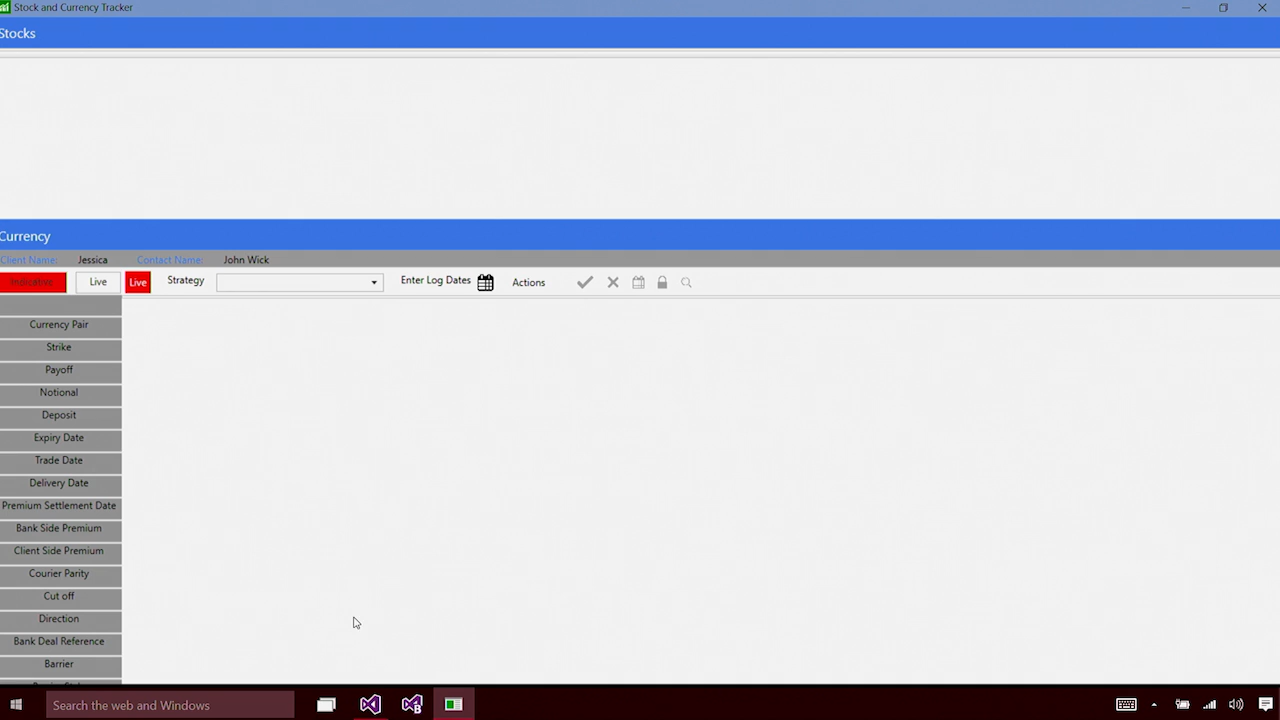 Stock and Currency Tracker
Stocks
Currency
Client Name: Jessica Contact Name: John Wick
Indicative Live Live Strategy Enter Log Dates Actions
Currency Pair
Strike
Payoff
Notional
Deposit
Expiry Date
Trade Date
Delivery Date
Premium Settlement Date
Bank Side Premium
Client Side Premium
Courier Parity
Cut off
Direction
Bank Deal Reference
Barrier
Search the web and Windows